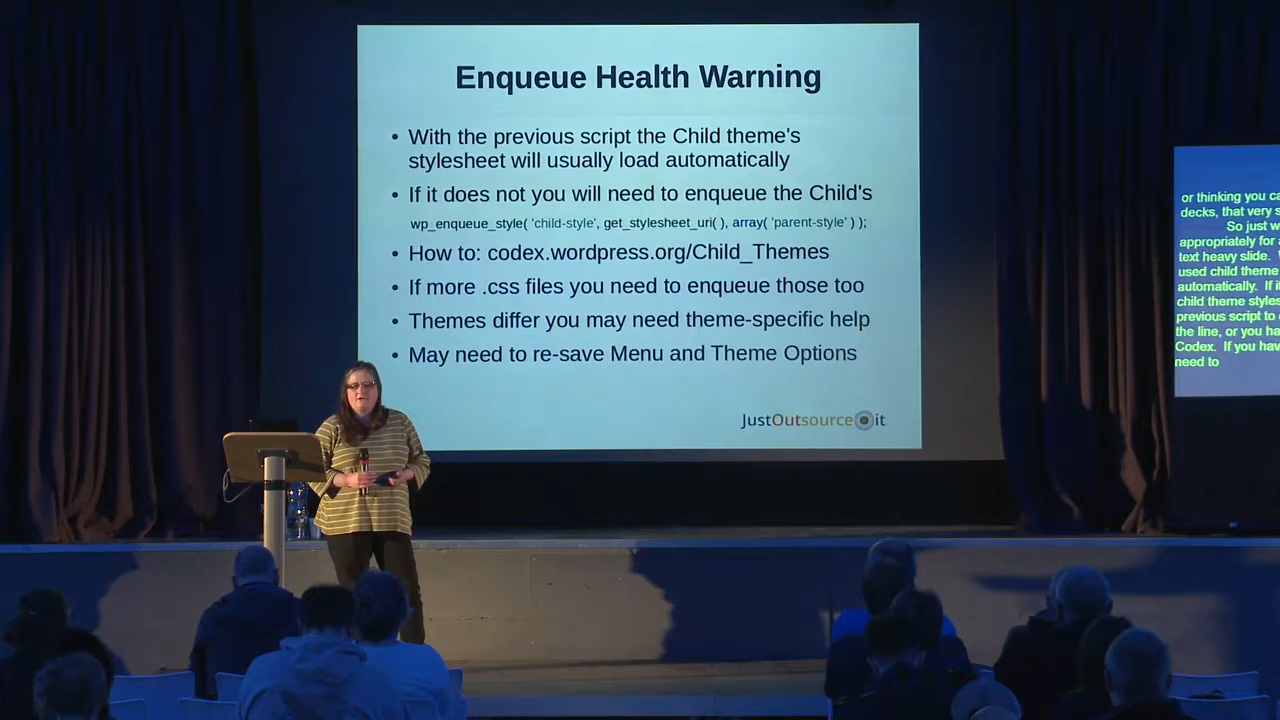 Enqueue Health Warning
• With the previous script the Child theme's
stylesheet will usually load automatically
• If it does not you will need to enqueue the Child's
wp_enqueue_style( 'child-style', get_stylesheet_uri( ), array( 'parent-style' ) );
• How to: codex.wordpress.org/Child_Themes
• If more .css files you need to enqueue those too
• Themes differ you may need theme-specific help
• May need to re-save Menu and Theme Options
JustOutsource it
or thinking you
decks, that very
So just
appropriately for
text heavy slide.
used child theme
automatically. If
child theme
previous script to
the line, or you
Codex. If you
need to